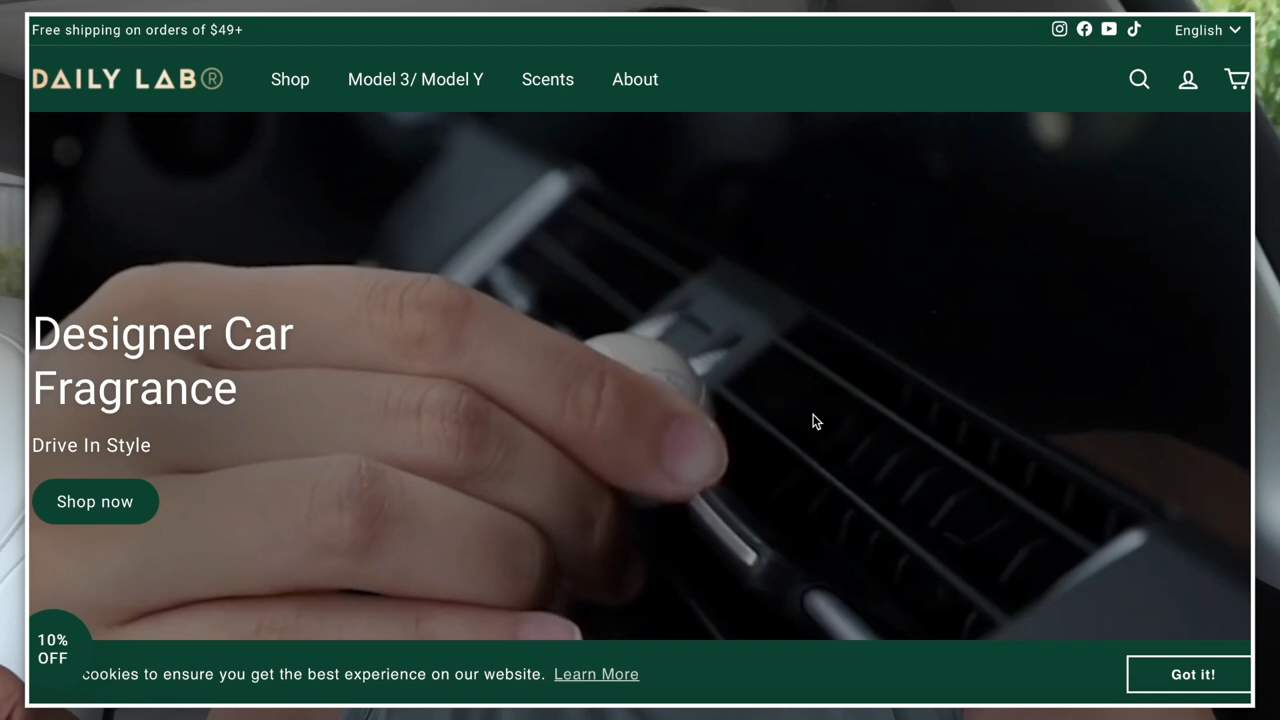 Free shipping on orders of $49+
English
DAILY LAB®
Shop
Model 3/ Model Y
Scents
About
Designer Car
Fragrance
Drive In Style
Shop now
10%
OFF
cookies to ensure you get the best experience on our website. Learn More
Got it!